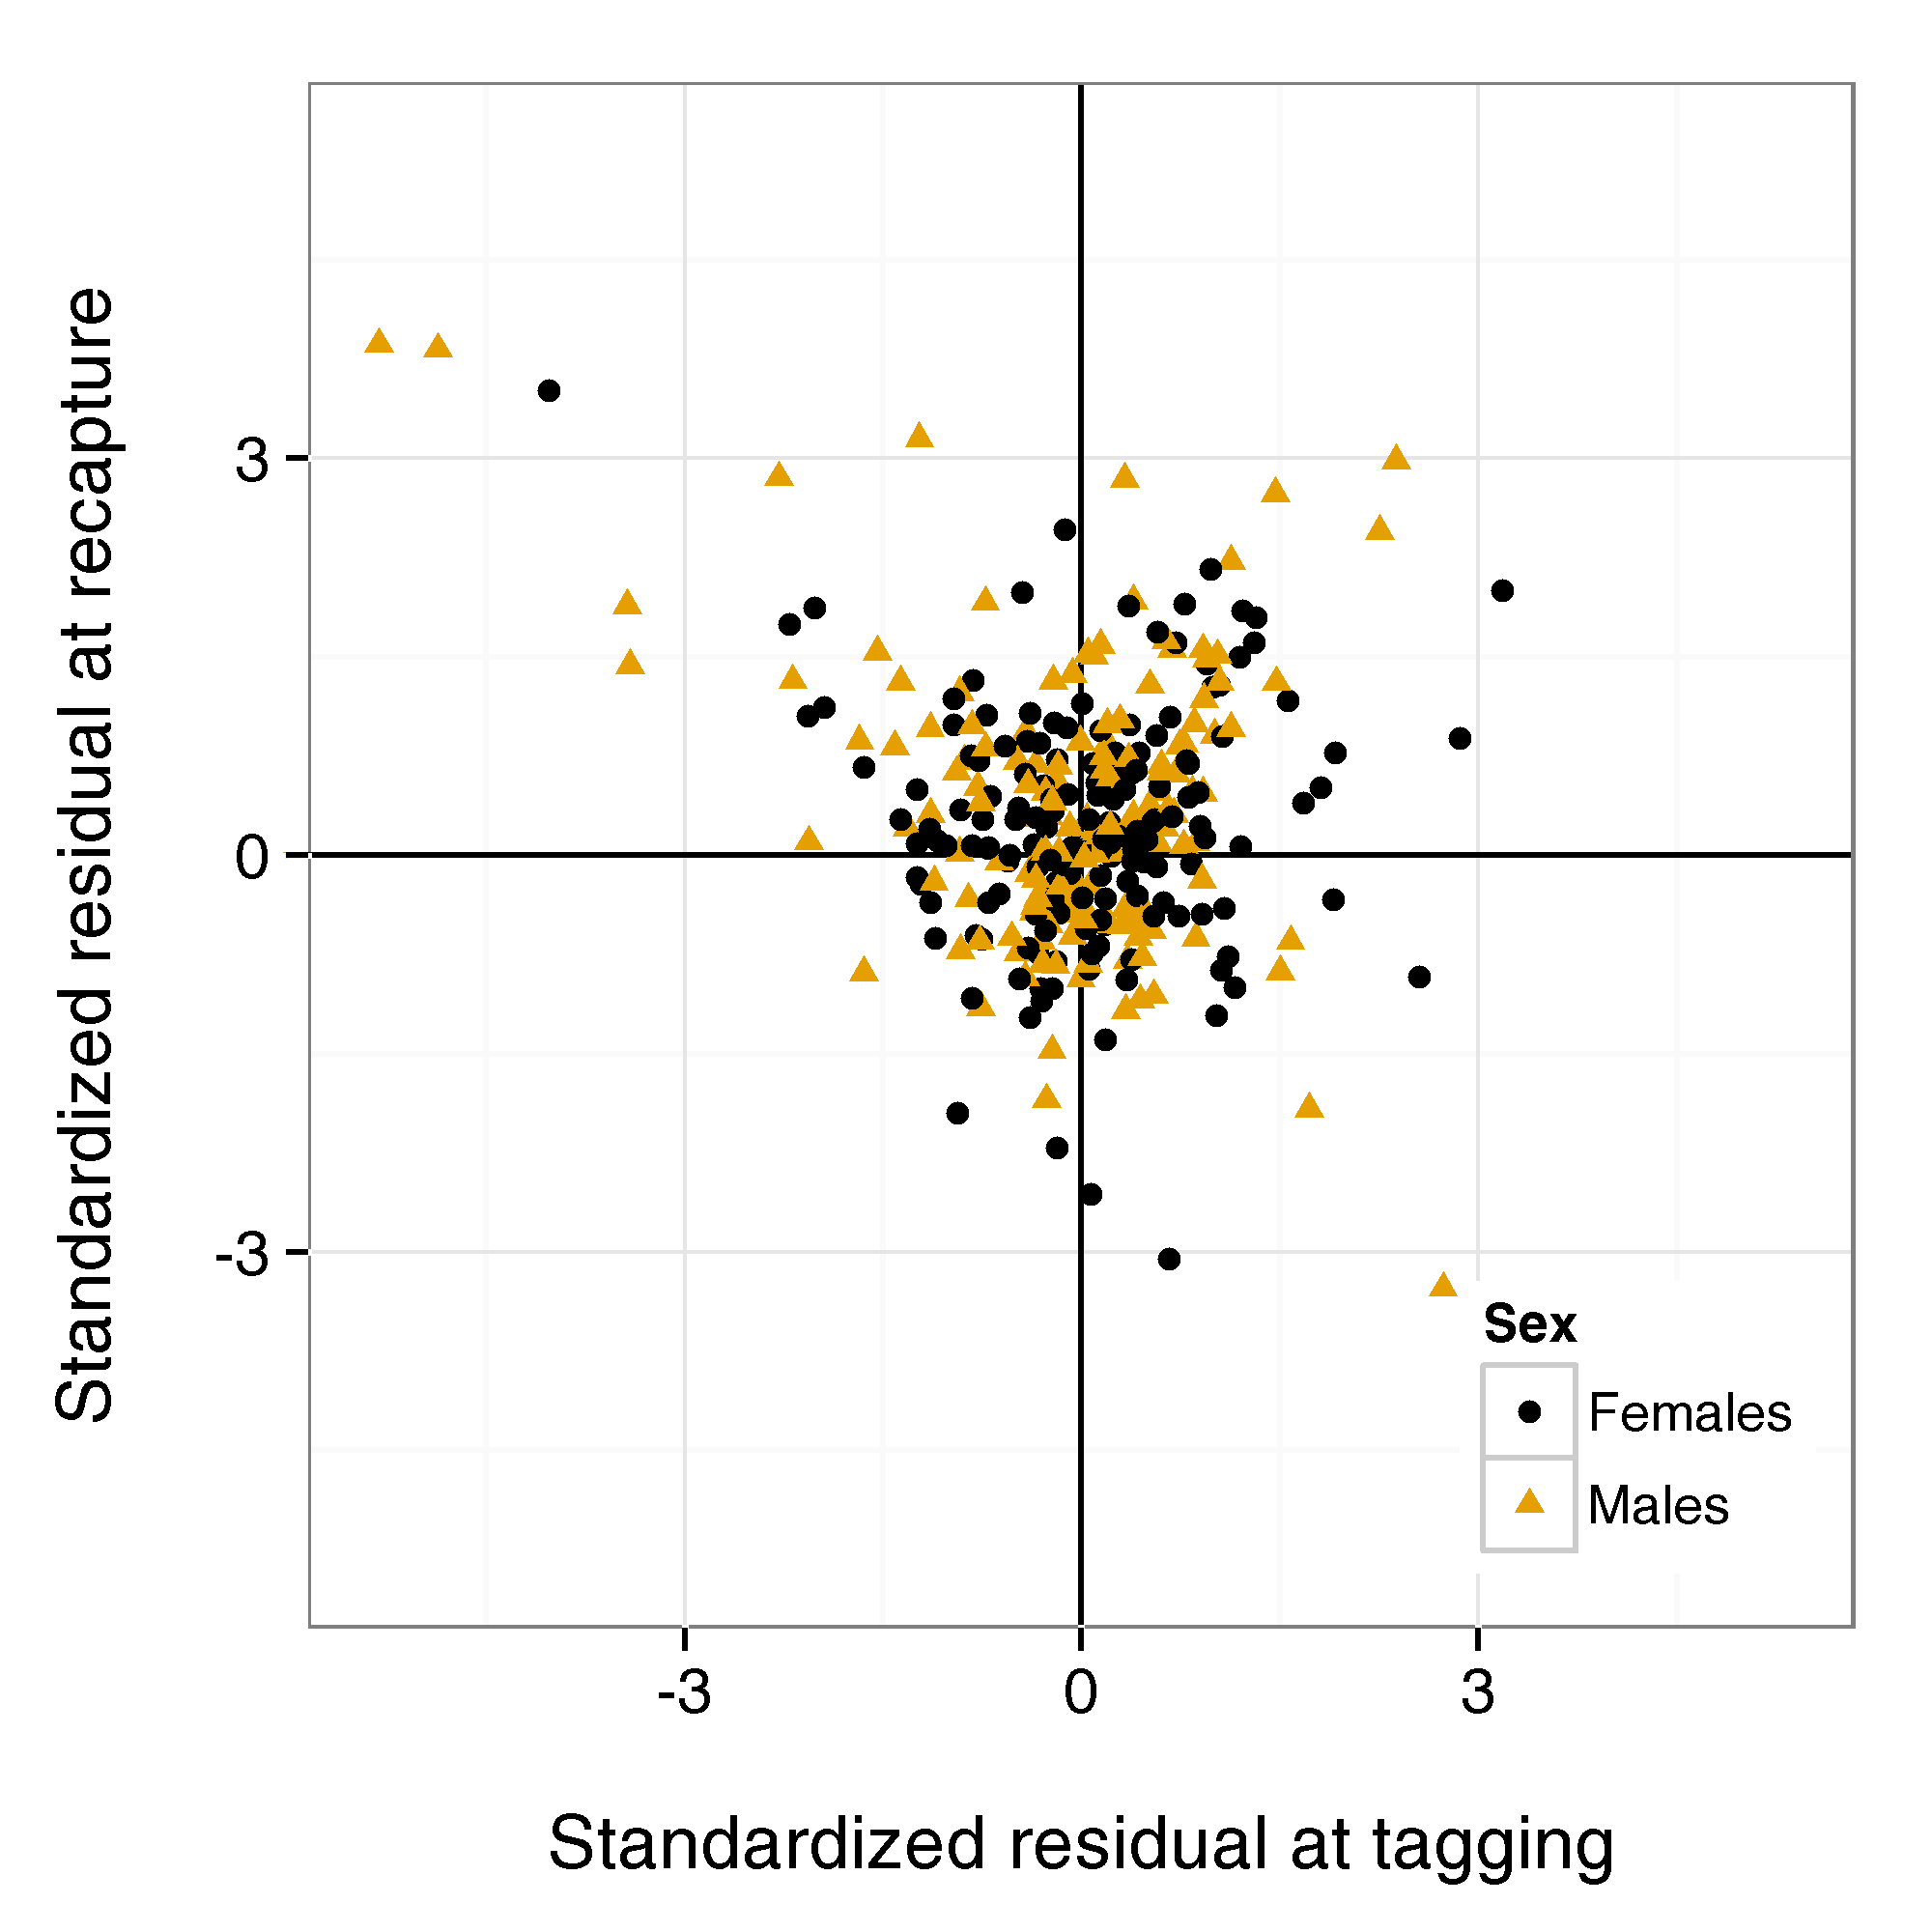 Standardized residual at recapture
3
0
-3
Sex
Females
Males
-3
0
3
Standardized residual at tagging